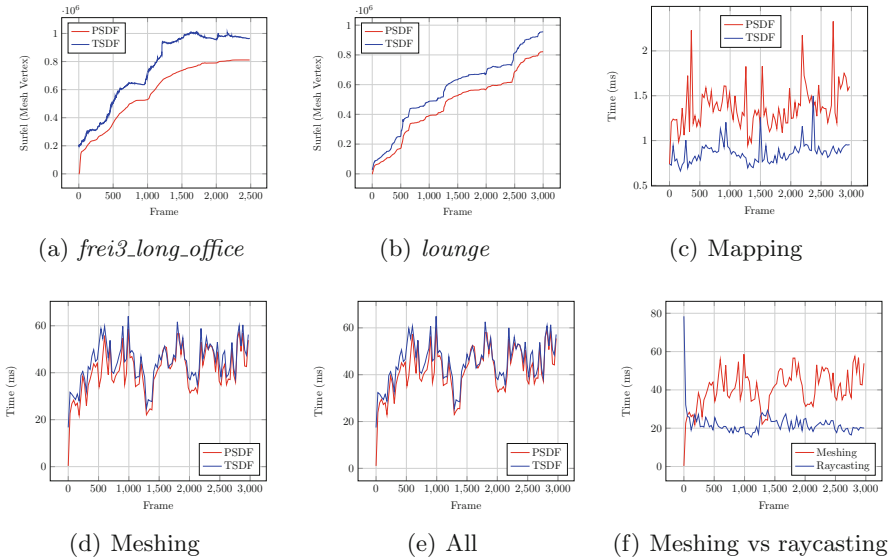 ·10⁶
PSDF
TSDF
1
0.8
0.6
0.4
0.2
0
Surfel (Mesh Vertex)
0 500 1,000 1,500 2,000 2,500
Frame
(a) frei3_long_office
·10⁶
PSDF
TSDF
1
0.8
0.6
0.4
0.2
0
Surfel (Mesh Vertex)
0 500 1,000 1,500 2,000 2,500 3,000
Frame
(b) lounge
PSDF
TSDF
2
1.5
1
0.5
Time (ms)
0 500 1,000 1,500 2,000 2,500 3,000
Frame
(c) Mapping
60
40
20
0
Time (ms)
PSDF
TSDF
0 500 1,000 1,500 2,000 2,500 3,000
Frame
(d) Meshing
60
40
20
0
Time (ms)
PSDF
TSDF
0 500 1,000 1,500 2,000 2,500 3,000
Frame
(e) All
80
60
40
20
0
Time (ms)
Meshing
Raycasting
0 500 1,000 1,500 2,000 2,500 3,000
Frame
(f) Meshing vs raycasting